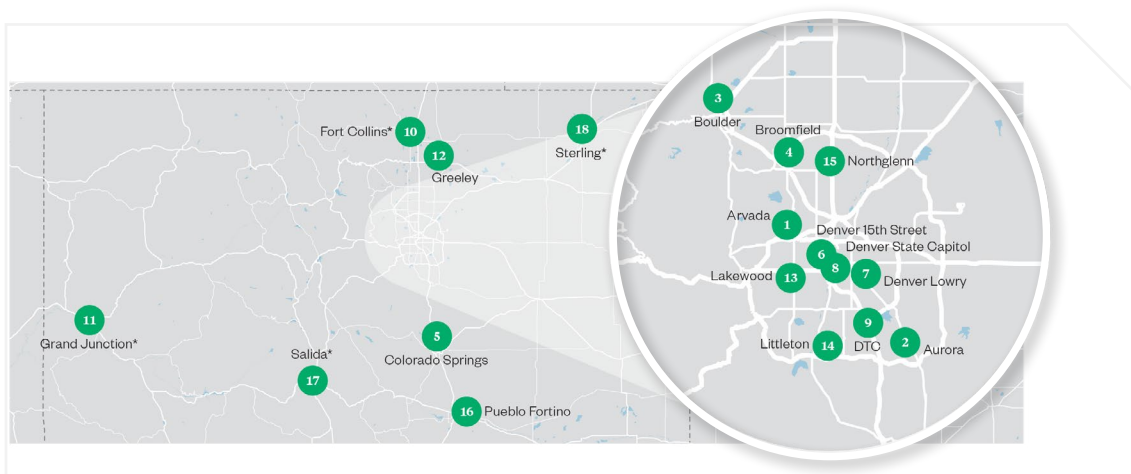 Fort Collins*
10
12
Greeley
18
Sterling*
11
Grand Junction*
Salida*
17
5
Colorado Springs
16
Pueblo Fortino
3
Boulder
Broomfield
4
15
Northglenn
Arvada
1
Denver 15th Street
6
Denver State Capitol
8
7
Denver Lowry
Lakewood
13
9
DTC
Littleton
14
2
Aurora